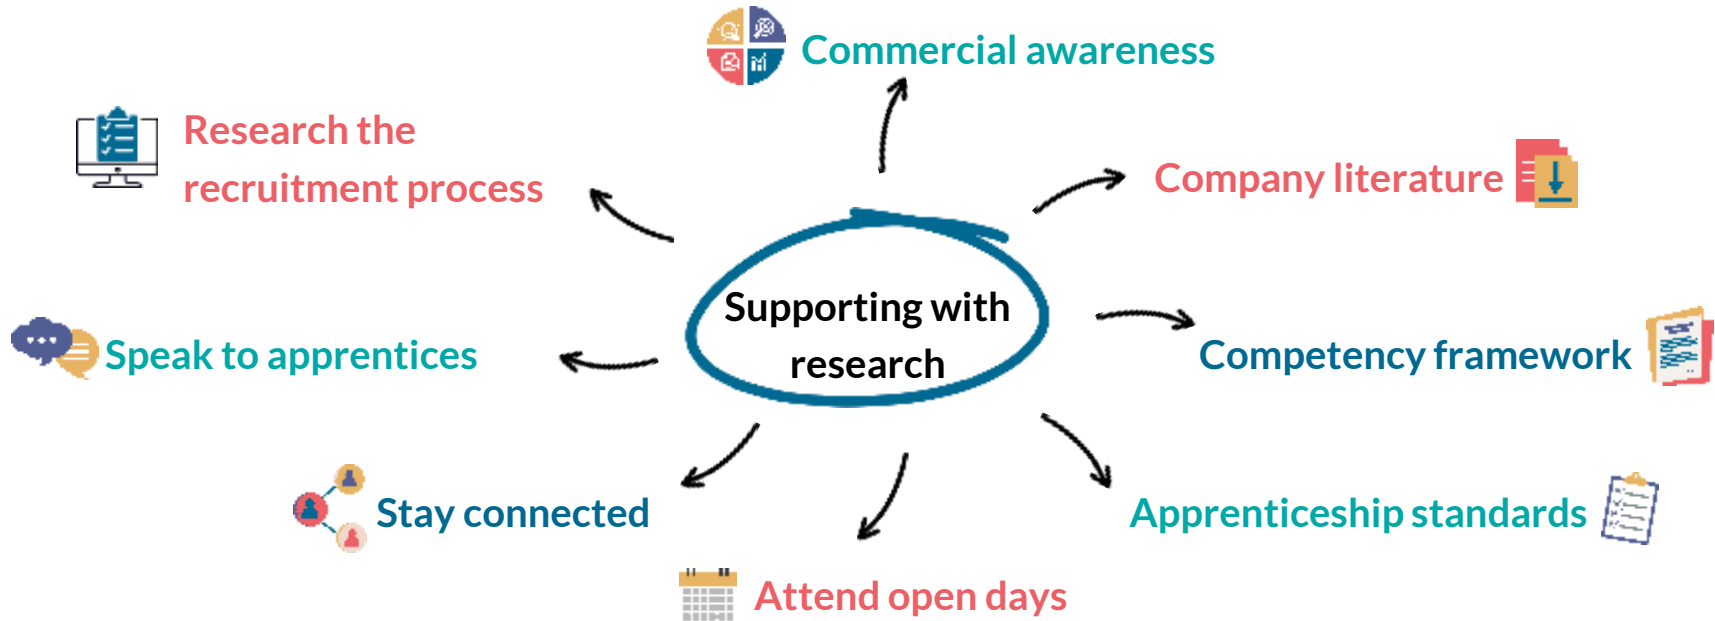 Commercial awareness
Research the
recruitment process
Company literature
Supporting with
research
Speak to apprentices
Competency framework
Stay connected
Apprenticeship standards
Attend open days